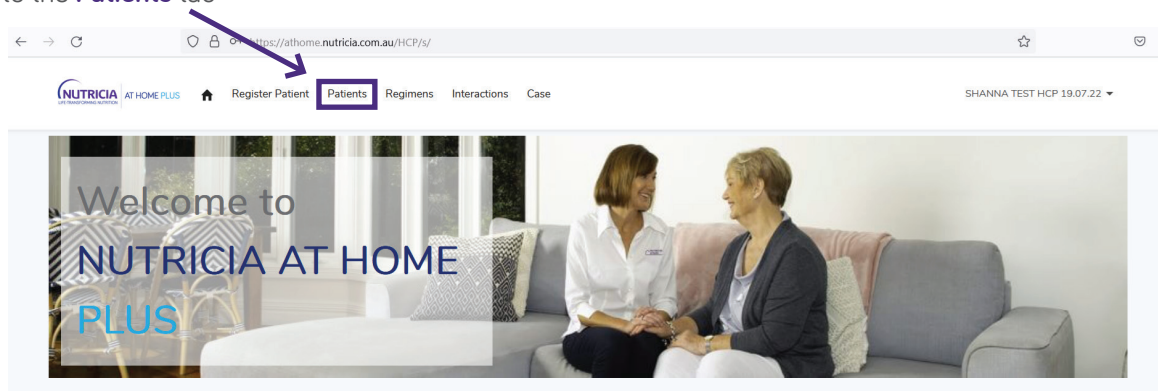 to the Patients tab
https://athome.nutricia.com.au/HCP/s/
NUTRICIA
LIFE-TRANSFORMING NUTRITION
AT HOME PLUS
Register Patient Patients Regimens Interactions Case
SHANNA TEST HCP 19.07.22
Welcome to
NUTRICIA AT HOME
PLUS